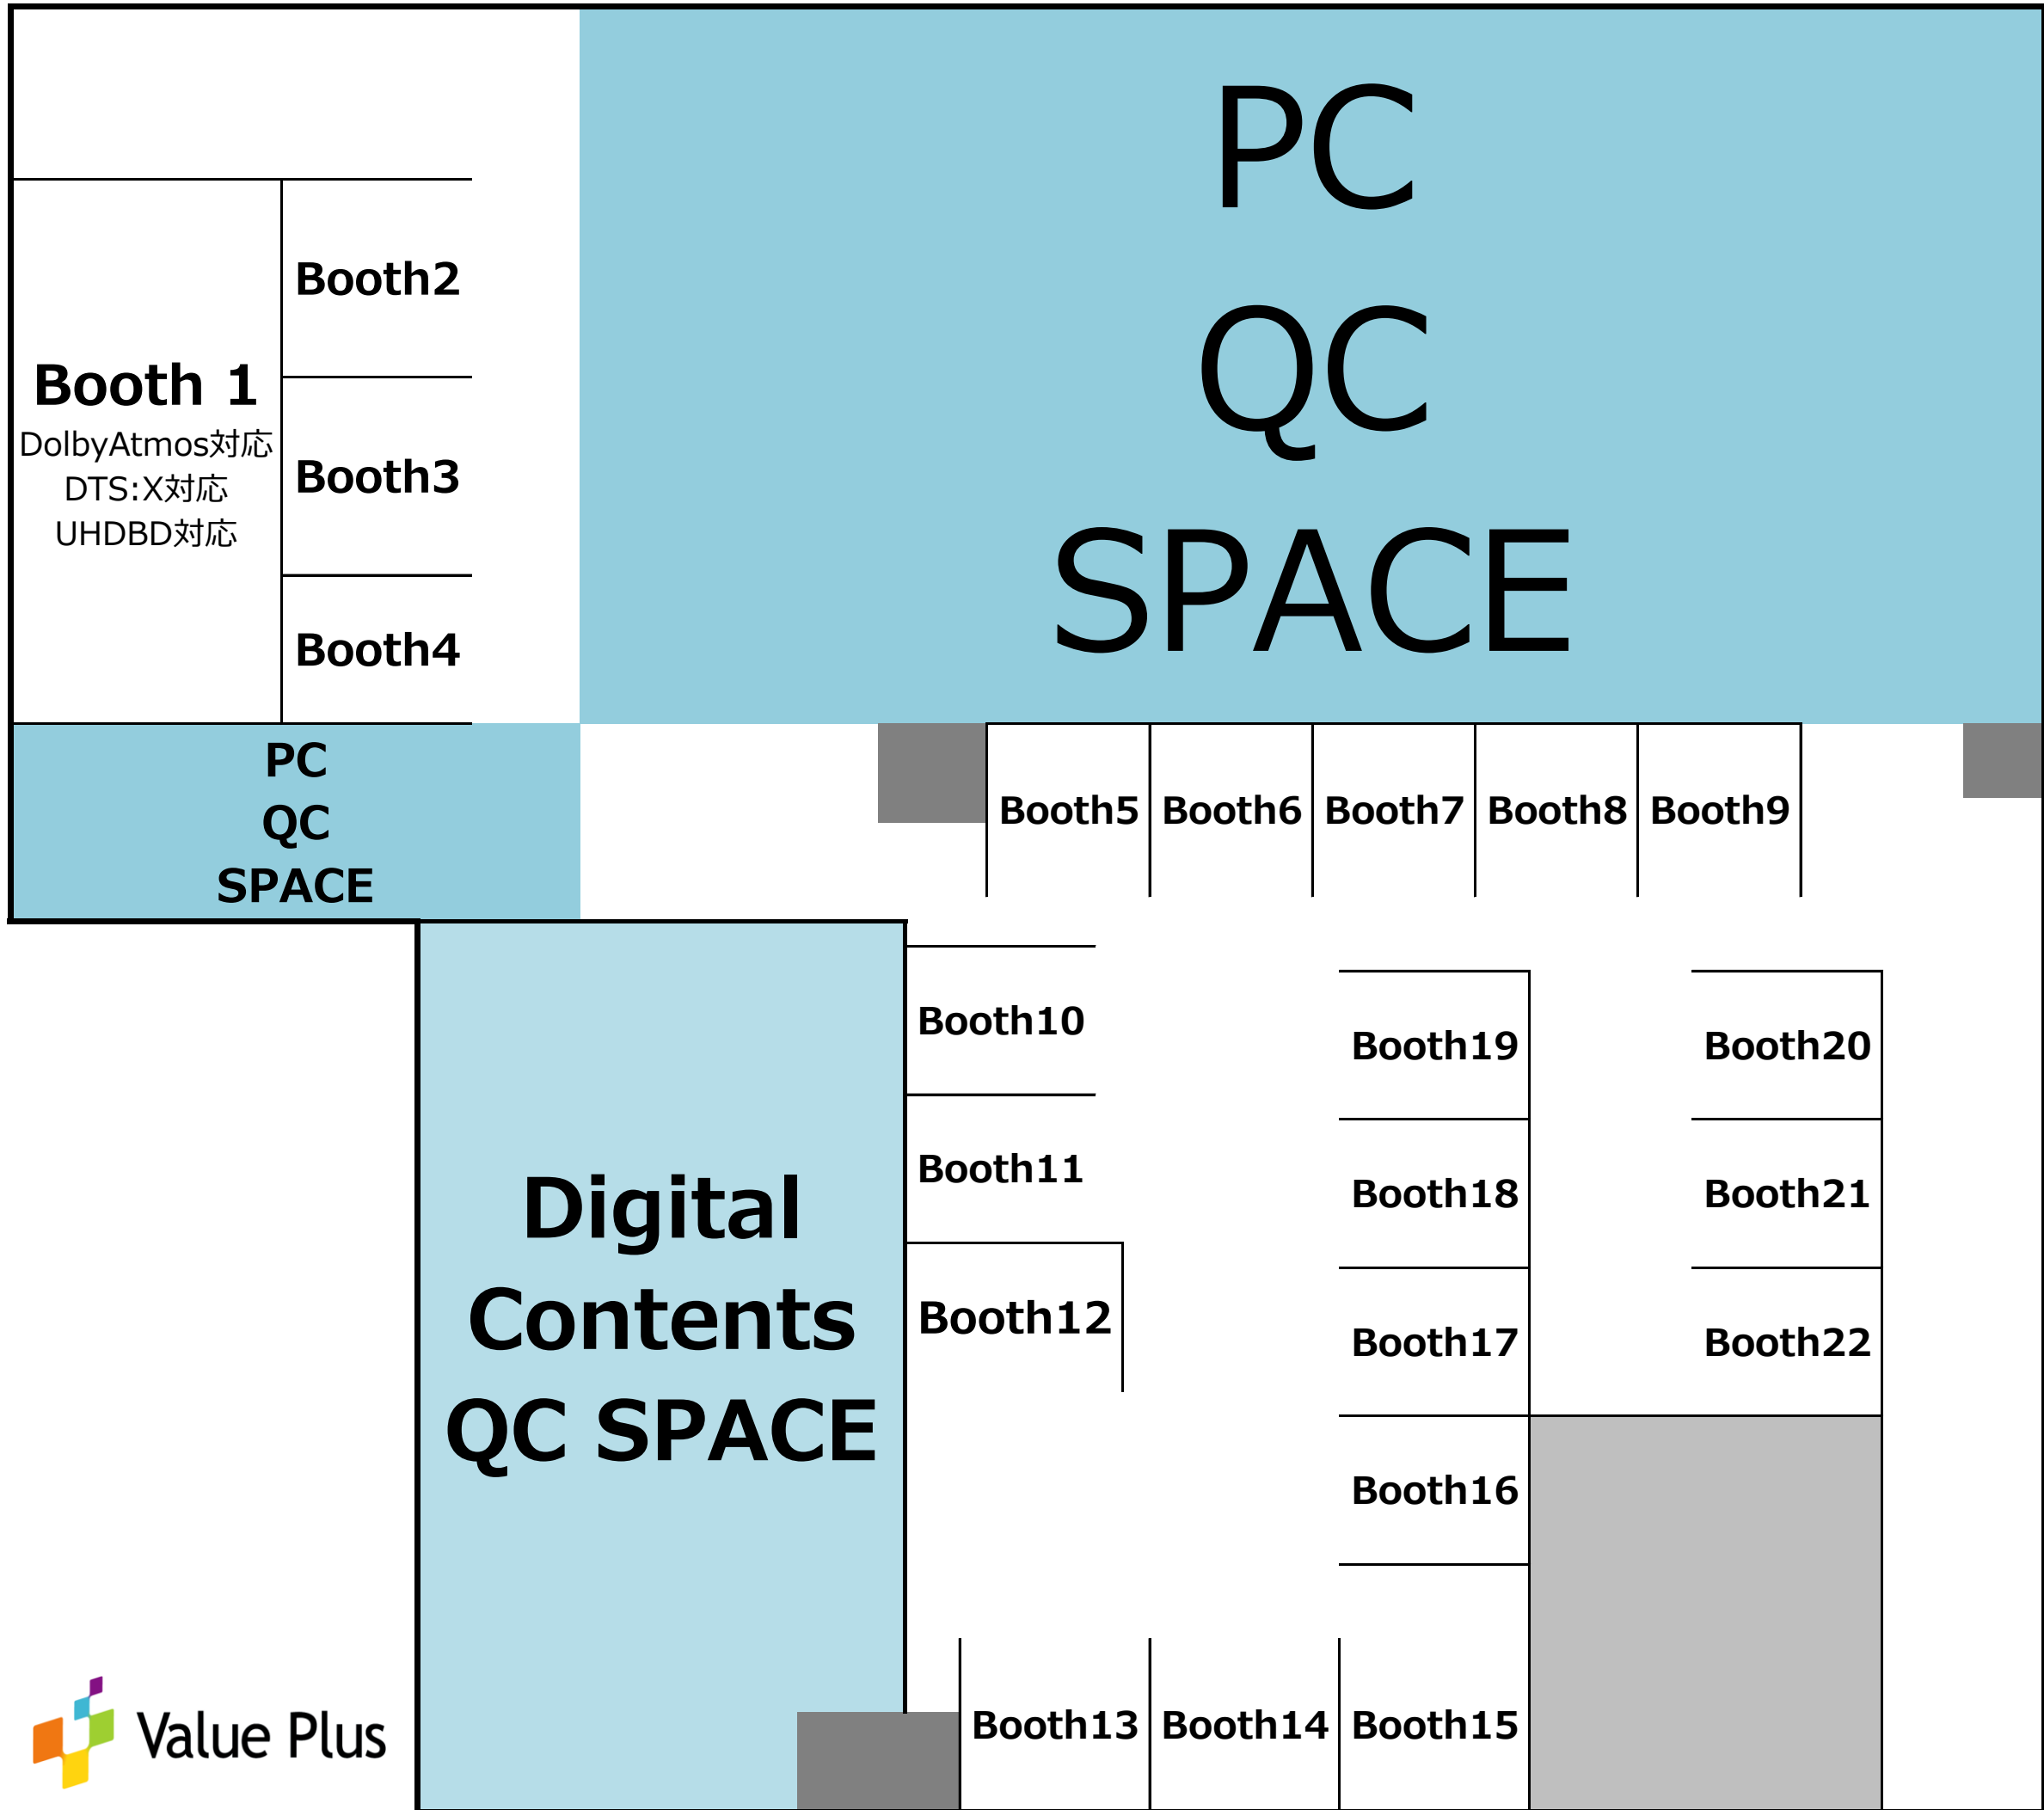 PC
QC
SPACE
Booth2
Booth 1
DolbyAtmos対応
DTS:X対応
UHDBD対応
Booth3
Booth4
PC
QC
SPACE
Booth5 Booth6 Booth7 Booth8 Booth9
Booth10
Booth19 Booth20
Booth11
Booth18 Booth21
Booth12
Booth17 Booth22
Digital
Contents
QC SPACE
Booth16
Booth13 Booth14 Booth15
Value Plus